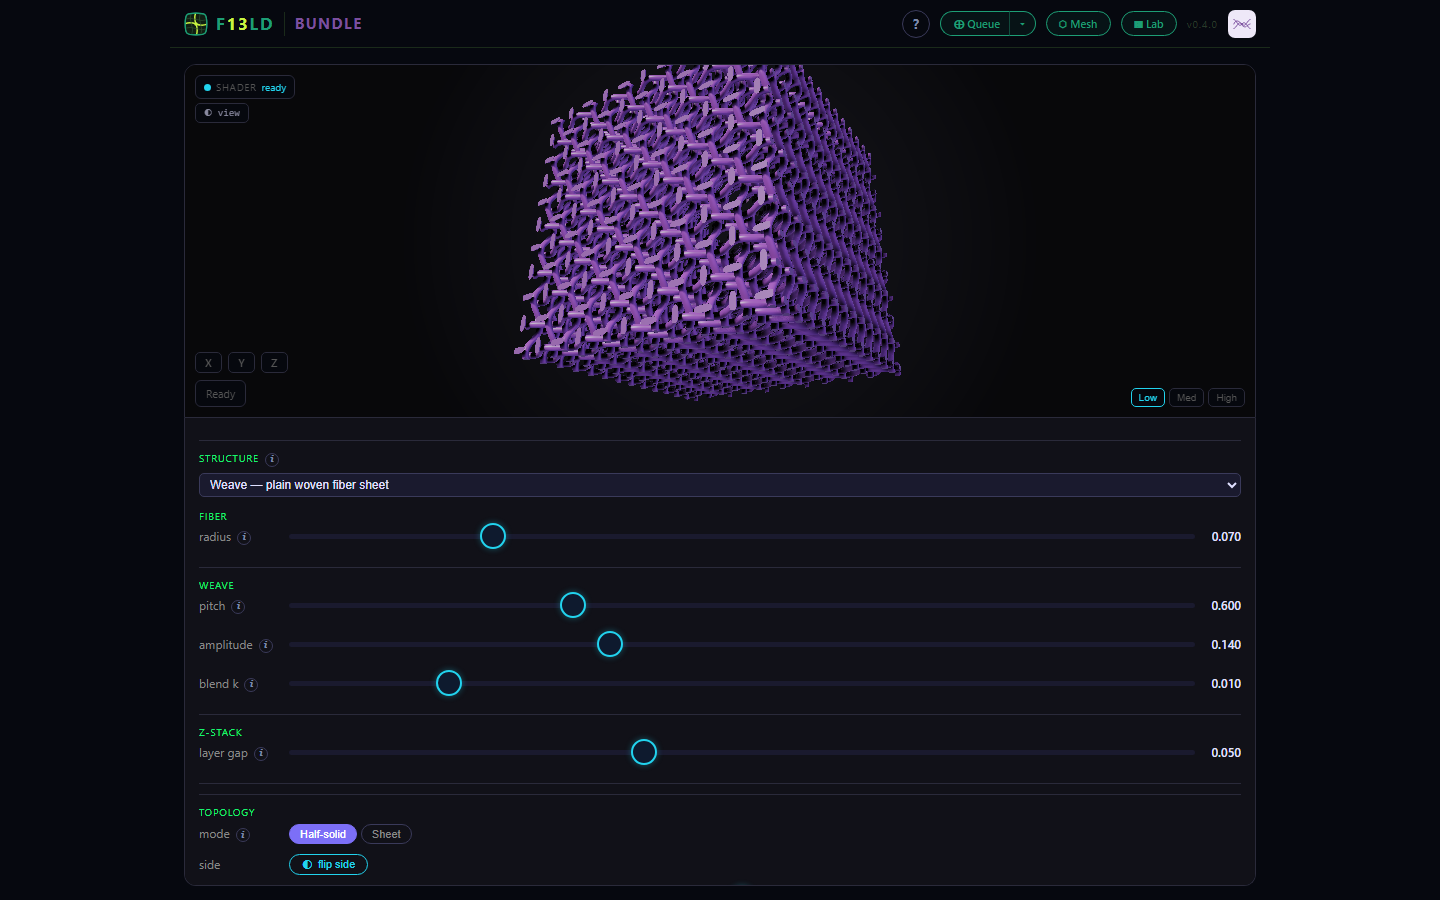 F13LD BUNDLE
? Queue Mesh Lab v0.4.0
SHADER ready
view
X Y Z
Ready
Low Med High
STRUCTURE i
Weave — plain woven fiber sheet
FIBER
radius i 0.070
WEAVE
pitch i 0.600
amplitude i 0.140
blend k i 0.010
Z-STACK
layer gap i 0.050
TOPOLOGY
mode i Half-solid Sheet
side flip side